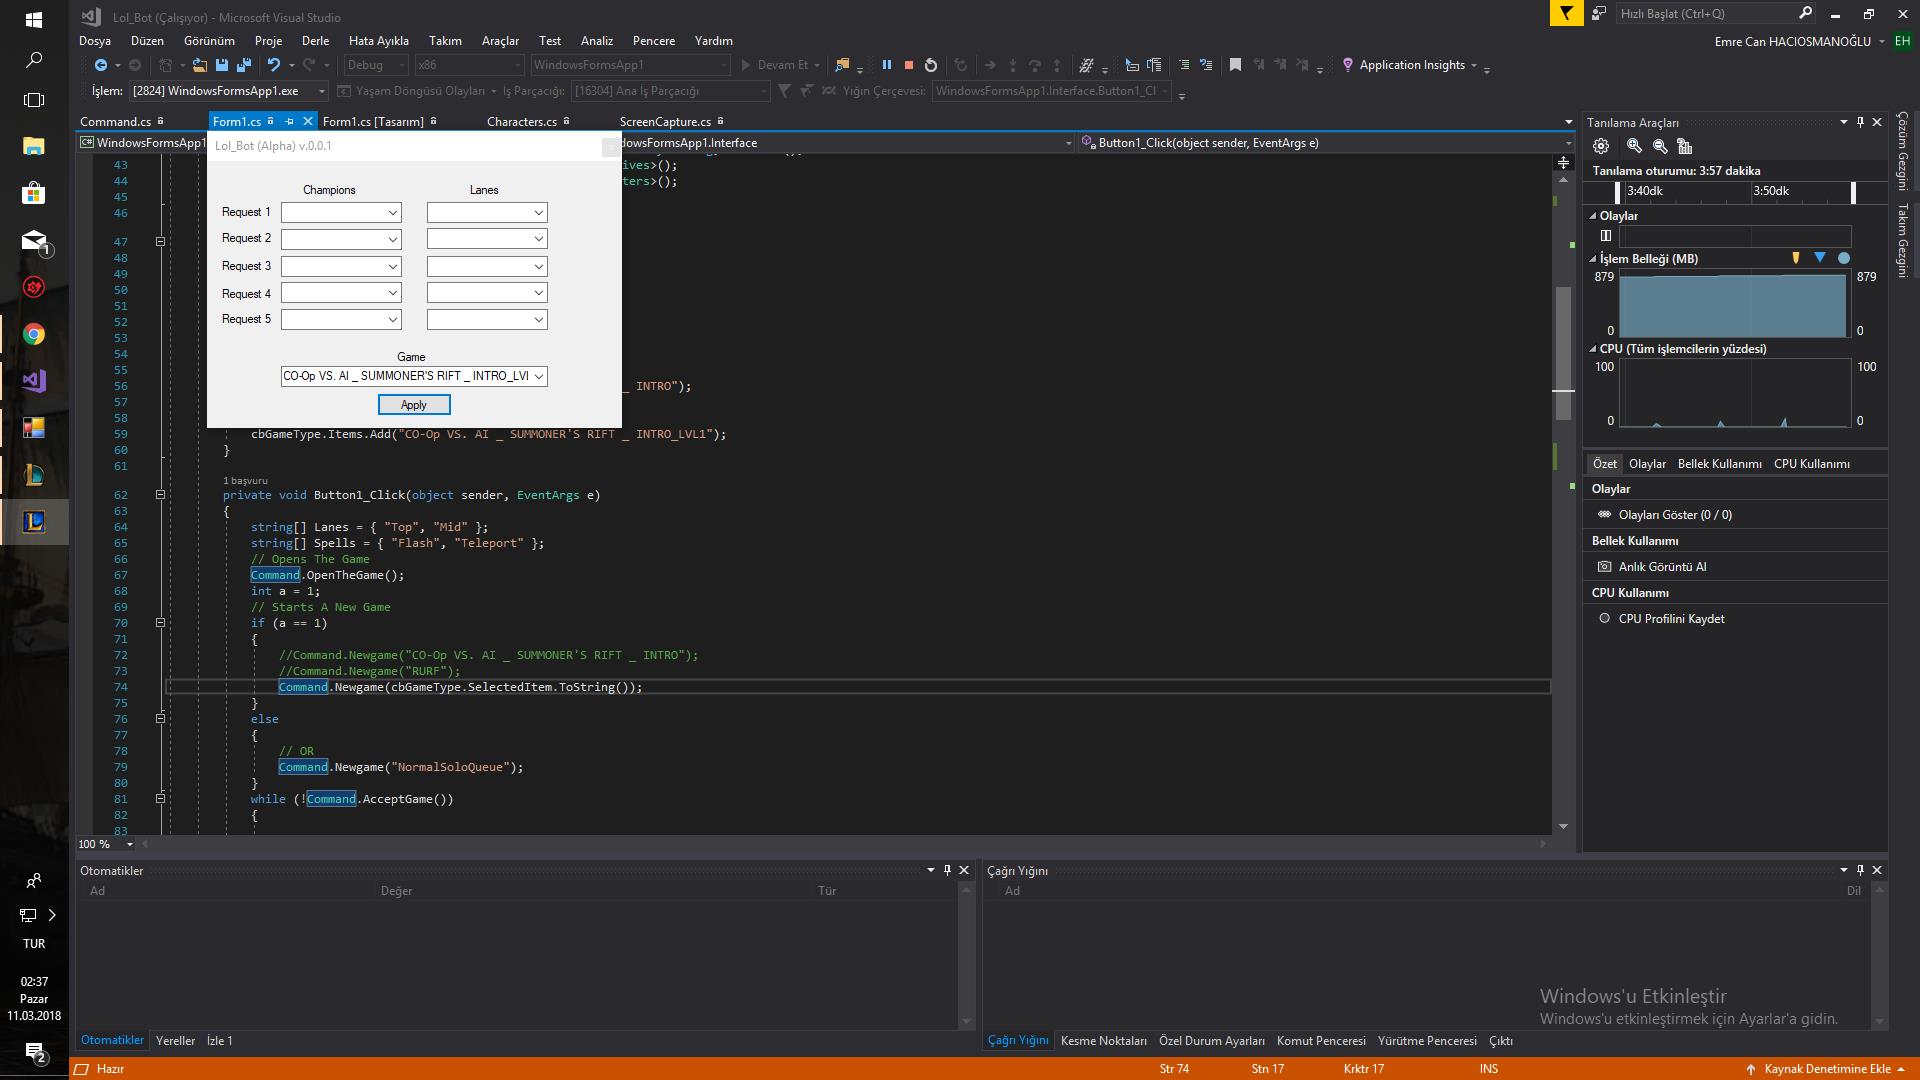 Lol_Bot (Çalışıyor) - Microsoft Visual Studio
Hızlı Başlat (Ctrl+Q)
Dosya Düzen Görünüm Proje Derle Hata Ayıkla Takım Araçlar Test Analiz Pencere Yardım
Emre Can HACIOSMANOĞLU EH
Debug x86 WindowsFormsApp1 Devam Et Application Insights
İşlem: [2824] WindowsFormsApp1.exe Yaşam Döngüsü Olayları İş Parçacığı: [16304] Ana İş Parçacığı Yığın Çerçevesi: WindowsFormsApp1.Interface.Button1_Cl
Command.cs Form1.cs Form1.cs [Tasarım] Characters.cs ScreenCapture.cs
WindowsFormsApp1 dowsFormsApp1.Interface Button1_Click(object sender, EventArgs e)
Lol_Bot (Alpha) v.0.0.1
Champions Lanes
Request 1
Request 2
Request 3
Request 4
Request 5
Game
CO-Op VS. AI _ SUMMONER'S RIFT _ INTRO_LVl
Apply
43 ives>();
44 ters>();
45
46
47
48
49
50
51
52
53
54
55
56 _ INTRO");
57
58
59 cbGameType.Items.Add("CO-Op VS. AI _ SUMMONER'S RIFT _ INTRO_LVL1");
60 }
61
1 başvuru
62 private void Button1_Click(object sender, EventArgs e)
63 {
64 string[] Lanes = { "Top", "Mid" };
65 string[] Spells = { "Flash", "Teleport" };
66 // Opens The Game
67 Command.OpenTheGame();
68 int a = 1;
69 // Starts A New Game
70 if (a == 1)
71 {
72 //Command.Newgame("CO-Op VS. AI _ SUMMONER'S RIFT _ INTRO");
73 //Command.Newgame("RURF");
74 Command.Newgame(cbGameType.SelectedItem.ToString());
75 }
76 else
77 {
78 // OR
79 Command.Newgame("NormalSoloQueue");
80 }
81 while (!Command.AcceptGame())
82 {
83
100 %
Tanılama Araçları
Tanılama oturumu: 3:57 dakika
3:40dk 3:50dk
Olaylar
İşlem Belleği (MB)
879 879
0 0
CPU (Tüm işlemcilerin yüzdesi)
100 100
0 0
Özet Olaylar Bellek Kullanımı CPU Kullanımı
Olaylar
Olayları Göster (0 / 0)
Bellek Kullanımı
Anlık Görüntü Al
CPU Kullanımı
CPU Profilini Kaydet
Çözüm Gezgini
Takım Gezgini
Otomatikler
Ad Değer Tür
Otomatikler Yereller İzle 1
Çağrı Yığını
Ad Dil
Windows'u Etkinleştir
Windows'u etkinleştirmek için Ayarlar'a gidin.
Çağrı Yığını Kesme Noktaları Özel Durum Ayarları Komut Penceresi Yürütme Penceresi Çıktı
Hazır Str 74 Stn 17 Krktr 17 INS Kaynak Denetimine Ekle
1
TUR
02:37
Pazar
11.03.2018
2